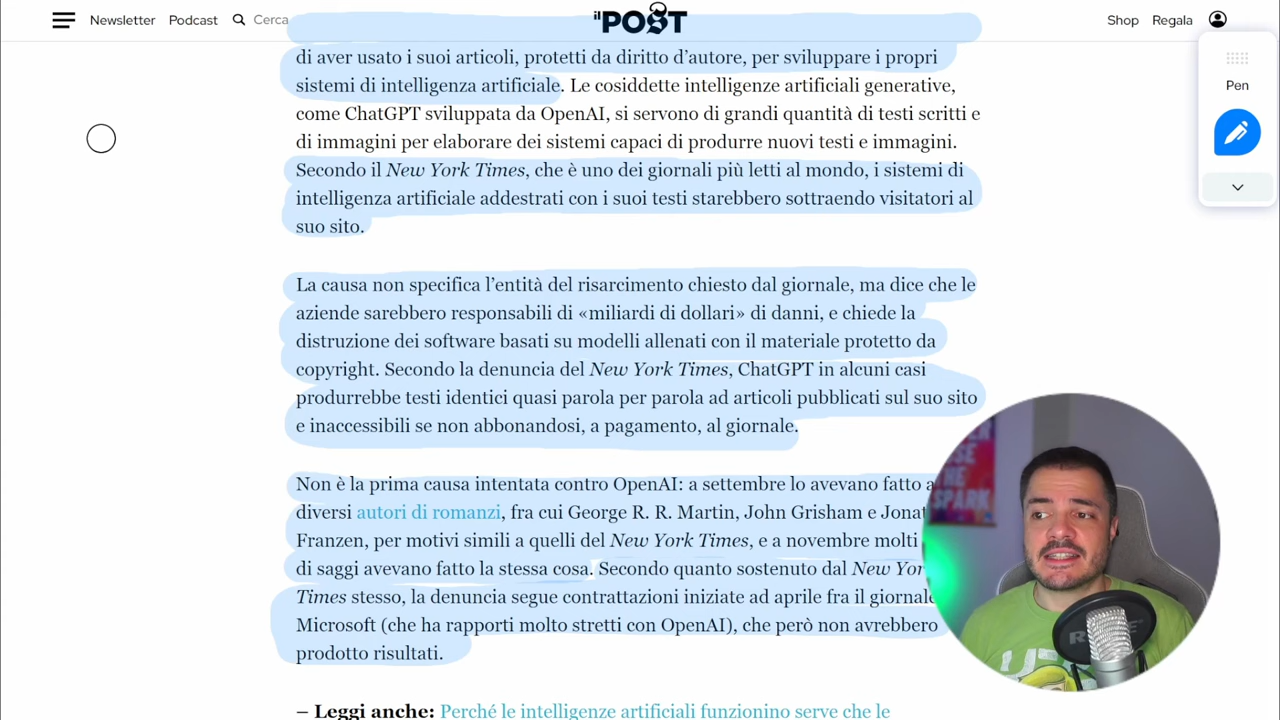 Newsletter Podcast Cerca il POST Shop Regala
Pen
di aver usato i suoi articoli, protetti da diritto d’autore, per sviluppare i propri
sistemi di intelligenza artificiale. Le cosiddette intelligenze artificiali generative,
come ChatGPT sviluppata da OpenAI, si servono di grandi quantità di testi scritti e
di immagini per elaborare dei sistemi capaci di produrre nuovi testi e immagini.
Secondo il New York Times, che è uno dei giornali più letti al mondo, i sistemi di
intelligenza artificiale addestrati con i suoi testi starebbero sottraendo visitatori al
suo sito.
La causa non specifica l’entità del risarcimento chiesto dal giornale, ma dice che le
aziende sarebbero responsabili di «miliardi di dollari» di danni, e chiede la
distruzione dei software basati su modelli allenati con il materiale protetto da
copyright. Secondo la denuncia del New York Times, ChatGPT in alcuni casi
produrrebbe testi identici quasi parola per parola ad articoli pubblicati sul suo sito
e inaccessibili se non abbonandosi, a pagamento, al giornale.
Non è la prima causa intentata contro OpenAI: a settembre lo avevano fatto a
diversi autori di romanzi, fra cui George R. R. Martin, John Grisham e Jonat
Franzen, per motivi simili a quelli del New York Times, e a novembre molti
di saggi avevano fatto la stessa cosa. Secondo quanto sostenuto dal New Yor
Times stesso, la denuncia segue contrattazioni iniziate ad aprile fra il giornale
Microsoft (che ha rapporti molto stretti con OpenAI), che però non avrebbero
prodotto risultati.
– Leggi anche: Perché le intelligenze artificiali funzionino serve che le
SE
THE
SPARK